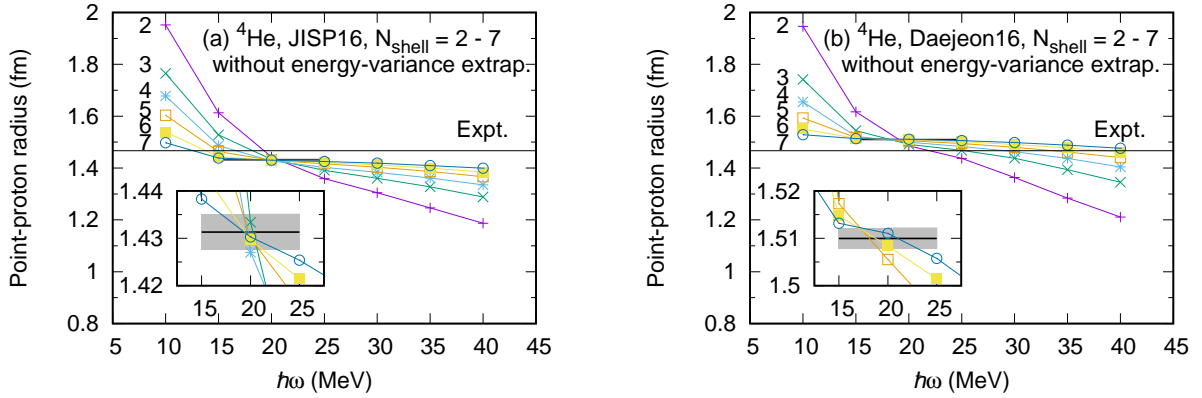 2
1.8
1.6
1.4
1.2
1
0.8
Point-proton radius (fm)
(a) ⁴He, JISP16, N_shell = 2 - 7
without energy-variance extrap.
2
3
4
5
6
7
Expt.
1.44
1.43
1.42
15 20 25
5 10 15 20 25 30 35 40 45
ℏω (MeV)
2
1.8
1.6
1.4
1.2
1
0.8
Point-proton radius (fm)
(b) ⁴He, Daejeon16, N_shell = 2 - 7
without energy-variance extrap.
2
3
4
5
6
7
Expt.
1.52
1.51
1.5
15 20 25
5 10 15 20 25 30 35 40 45
ℏω (MeV)